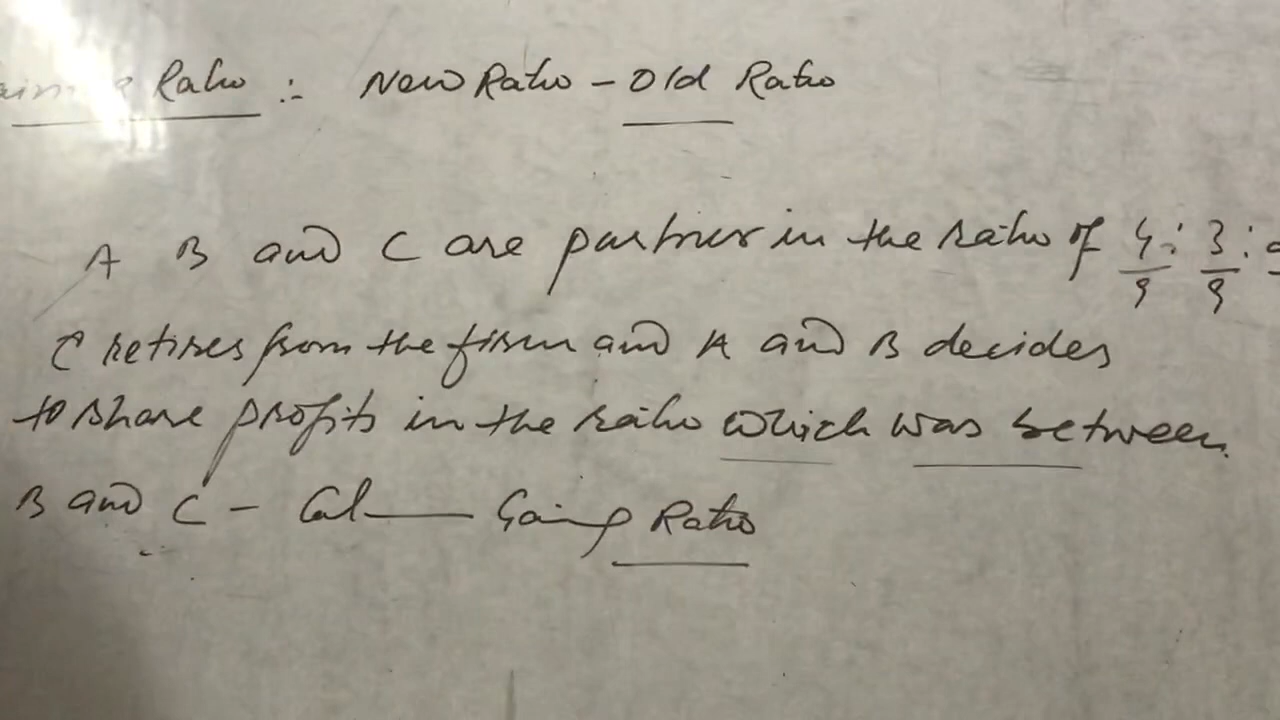 Ratio :- New Ratio - Old Ratio
A B and C are partner in the ratio of 4/9 : 3/9 :
C retires from the firm and A and B decides
to share profits in the ratio which was between
B and C - Cal—— Gaing Ratio